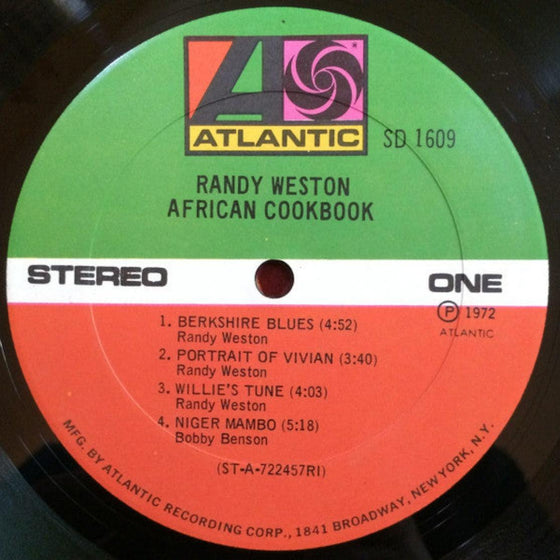 ATLANTIC
SD 1609
RANDY WESTON
AFRICAN COOKBOOK
STEREO
ONE
℗ 1972
ATLANTIC
1. BERKSHIRE BLUES (4:52)
Randy Weston
2. PORTRAIT OF VIVIAN (3:40)
Randy Weston
3. WILLIE'S TUNE (4:03)
Randy Weston
4. NIGER MAMBO (5:18)
Bobby Benson
(ST-A-722457RI)
MFG. BY ATLANTIC RECORDING CORP., 1841 BROADWAY, NEW YORK, N.Y.